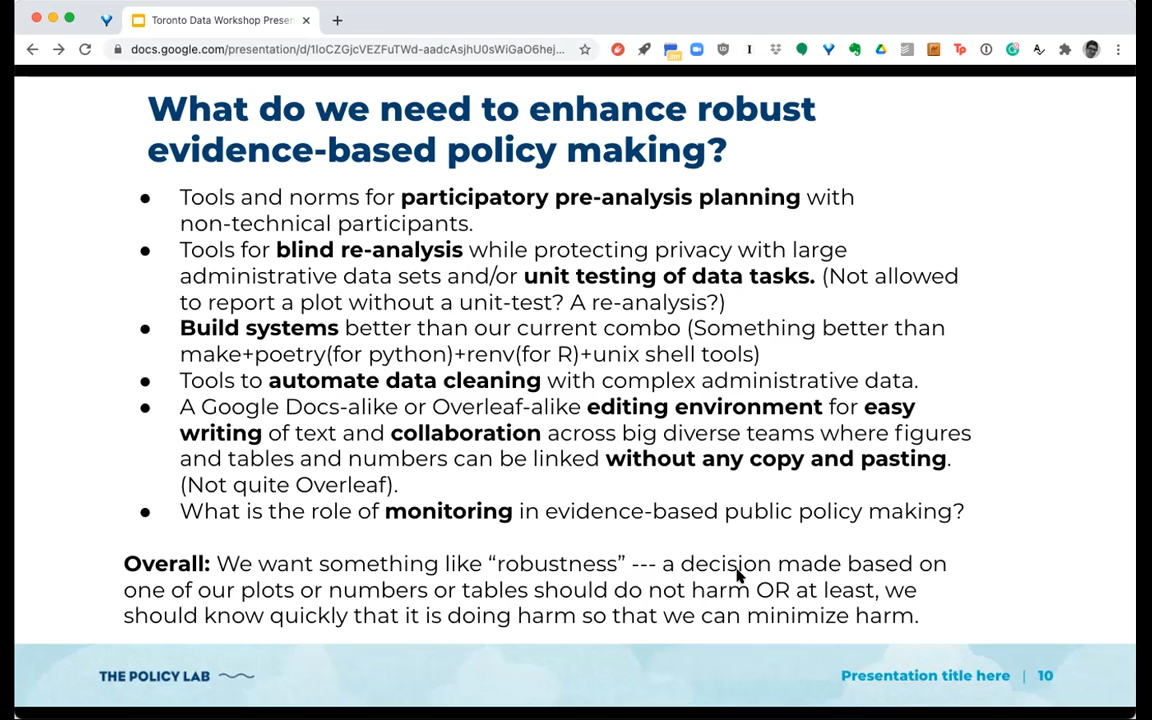 Toronto Data Workshop Presen
docs.google.com/presentation/d/1loCZGjcVEZFuTWd-aadcAsjhU0sWiGaO6hej...
What do we need to enhance robust
evidence-based policy making?
● Tools and norms for participatory pre-analysis planning with
non-technical participants.
● Tools for blind re-analysis while protecting privacy with large
administrative data sets and/or unit testing of data tasks. (Not allowed
to report a plot without a unit-test? A re-analysis?)
● Build systems better than our current combo (Something better than
make+poetry(for python)+renv(for R)+unix shell tools)
● Tools to automate data cleaning with complex administrative data.
● A Google Docs-alike or Overleaf-alike editing environment for easy
writing of text and collaboration across big diverse teams where figures
and tables and numbers can be linked without any copy and pasting.
(Not quite Overleaf).
● What is the role of monitoring in evidence-based public policy making?
Overall: We want something like “robustness” --- a decision made based on
one of our plots or numbers or tables should do not harm OR at least, we
should know quickly that it is doing harm so that we can minimize harm.
THE POLICY LAB
Presentation title here | 10